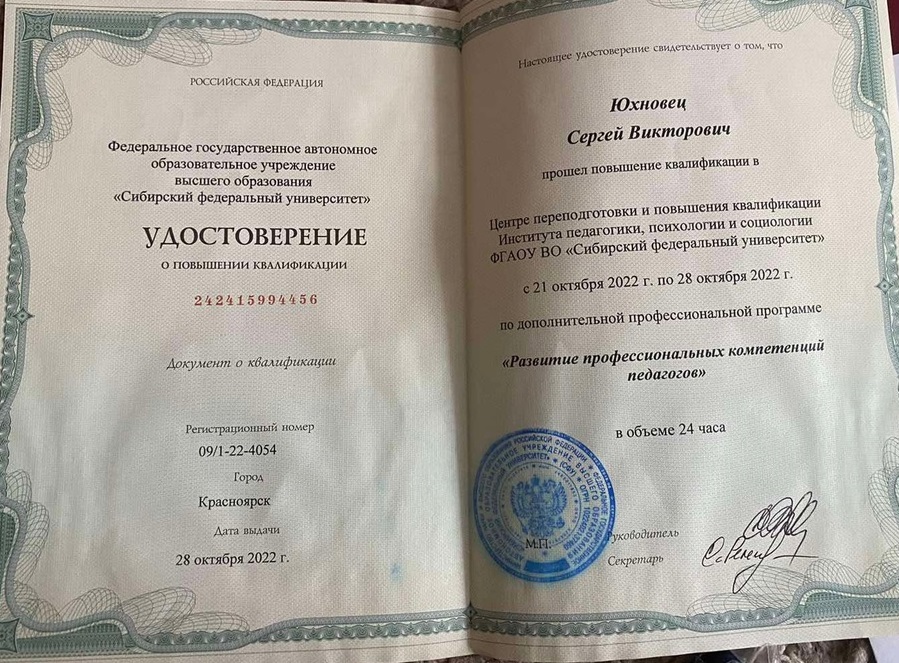 РОССИЙСКАЯ ФЕДЕРАЦИЯ
Федеральное государственное автономное
образовательное учреждение
высшего образования
«Сибирский федеральный университет»
УДОСТОВЕРЕНИЕ
О ПОВЫШЕНИИ КВАЛИФИКАЦИИ
242415994456
Документ о квалификации
Регистрационный номер
09/1-22-4054
Город
Красноярск
Дата выдачи
28 октября 2022 г.
Настоящее удостоверение свидетельствует о том, что
Юхновец
Сергей Викторович
прошел повышение квалификации в
Центре переподготовки и повышения квалификации
Института педагогики, психологии и социологии
ФГАОУ ВО «Сибирский федеральный университет»
с 21 октября 2022 г. по 28 октября 2022 г.
по дополнительной профессиональной программе
«Развитие профессиональных компетенций
педагогов»
в объеме 24 часа
М.П.
Руководитель
Секретарь